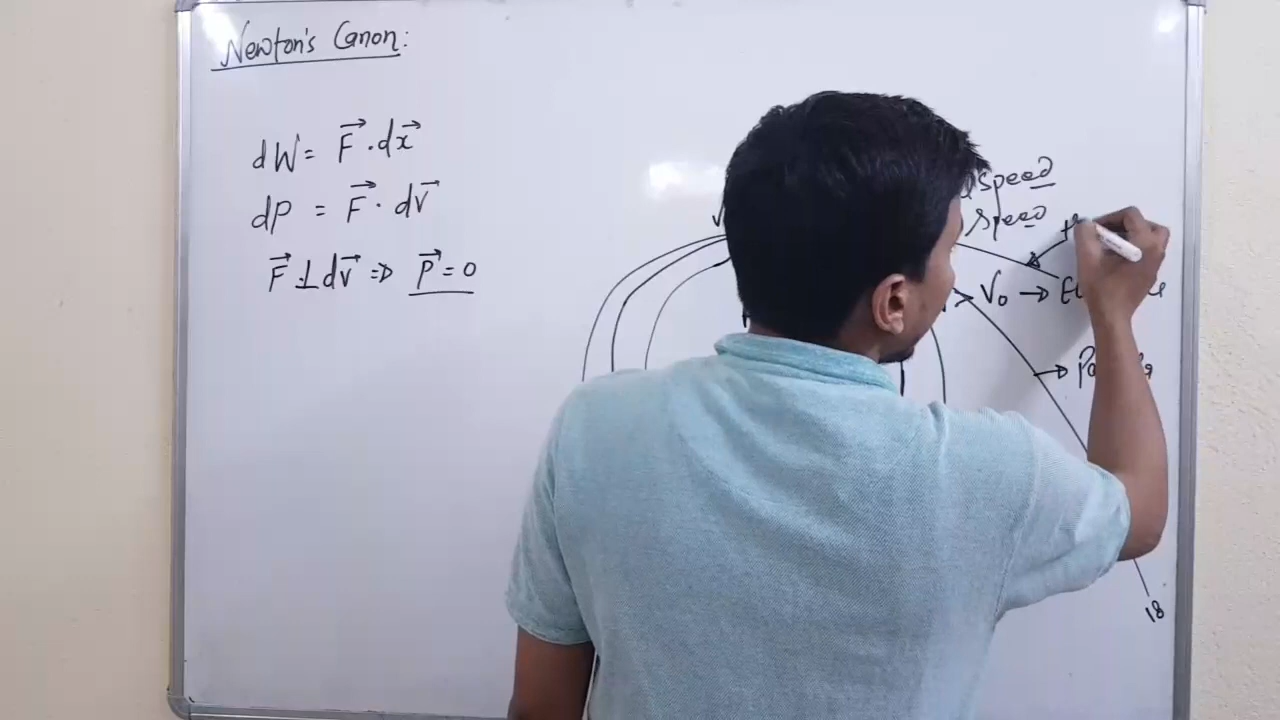 Newton's Canon:
dW = F→ . dx→
dP = F→ . dv→
F→ ⊥ dv→ ⇒ P→ = 0
speed
speed
> V₀ →
18